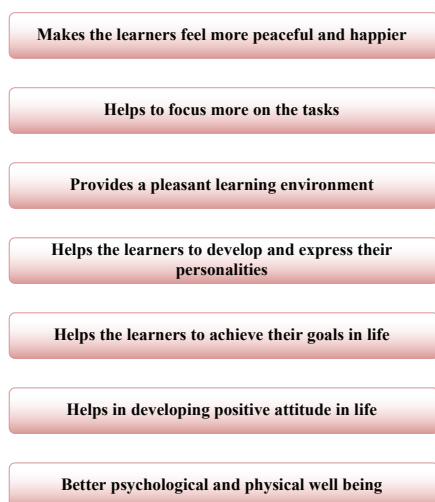 Makes the learners feel more peaceful and happier
Helps to focus more on the tasks
Provides a pleasant learning environment
Helps the learners to develop and express their
personalities
Helps the learners to achieve their goals in life
Helps in developing positive attitude in life
Better psychological and physical well being